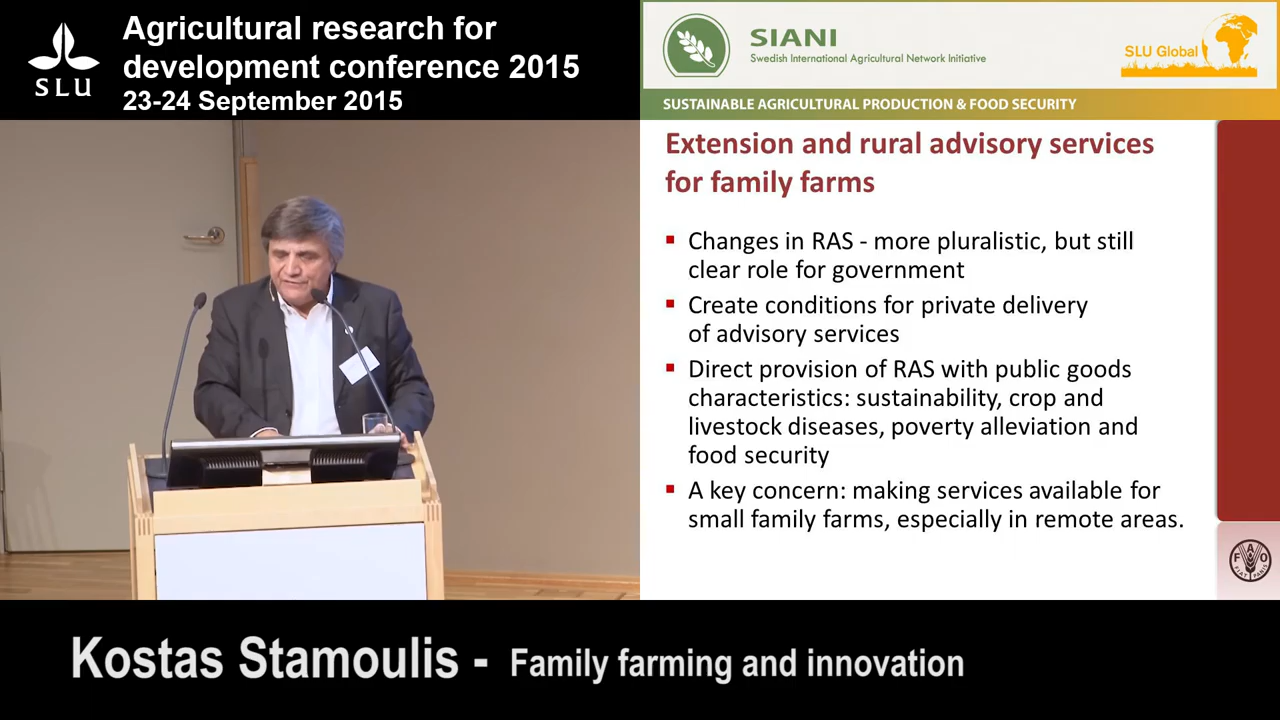 SLU
Agricultural research for
development conference 2015
23-24 September 2015
SIANI
Swedish International Agricultural Network Initiative
SLU Global
SUSTAINABLE AGRICULTURAL PRODUCTION & FOOD SECURITY
Extension and rural advisory services
for family farms
▪ Changes in RAS - more pluralistic, but still
clear role for government
▪ Create conditions for private delivery
of advisory services
▪ Direct provision of RAS with public goods
characteristics: sustainability, crop and
livestock diseases, poverty alleviation and
food security
▪ A key concern: making services available for
small family farms, especially in remote areas.
F A O
FIAT PANIS
Kostas Stamoulis - Family farming and innovation